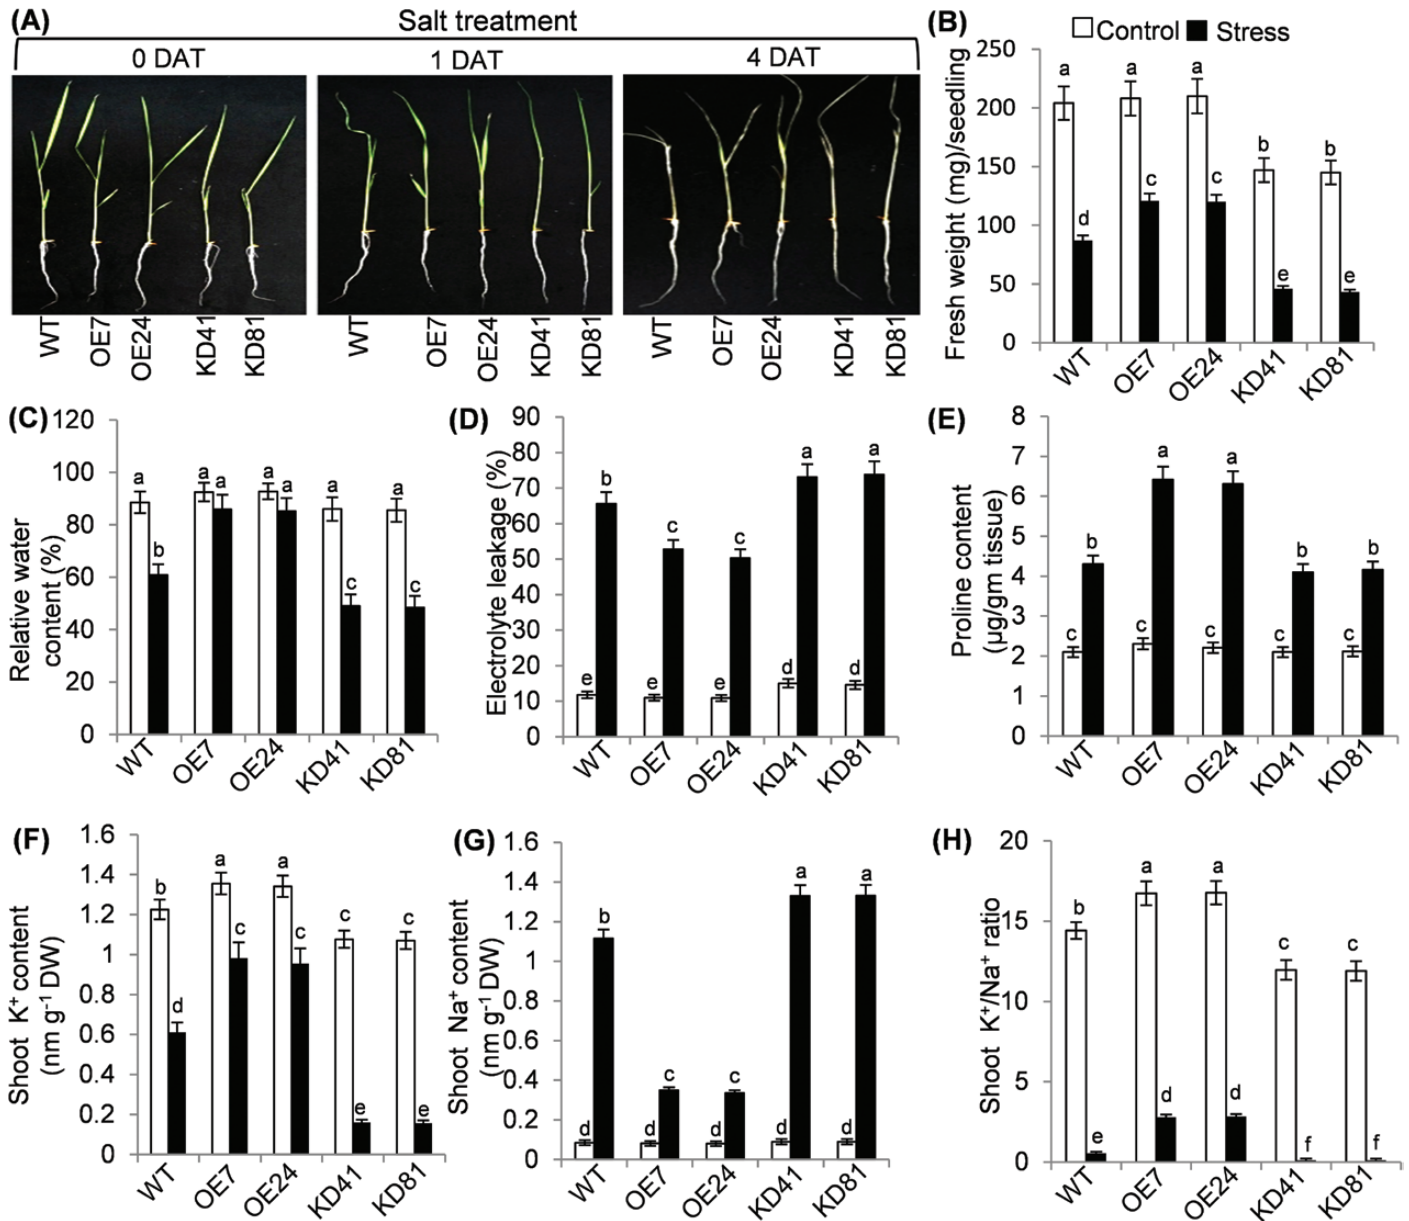 (A)
Salt treatment
0 DAT
1 DAT
4 DAT
WT
OE7
OE24
KD41
KD81
WT
OE7
OE24
KD41
KD81
WT
OE7
OE24
KD41
KD81
(B)
Control
Stress
Fresh weight (mg)/seedling
250
200
150
100
50
0
a
d
a
c
a
c
b
e
b
e
WT
OE7
OE24
KD41
KD81
(C)
Relative water
content (%)
120
100
80
60
40
20
0
a
b
a
a
a
a
a
c
a
c
WT
OE7
OE24
KD41
KD81
(D)
Electrolyte leakage (%)
90
80
70
60
50
40
30
20
10
0
e
b
e
c
e
c
d
a
d
a
WT
OE7
OE24
KD41
KD81
(E)
Proline content
(µg/gm tissue)
8
7
6
5
4
3
2
1
0
c
b
c
a
c
a
c
b
c
b
WT
OE7
OE24
KD41
KD81
(F)
Shoot K⁺ content
(nm g⁻¹ DW)
1.6
1.4
1.2
1
0.8
0.6
0.4
0.2
0
b
d
a
c
a
c
c
e
c
e
WT
OE7
OE24
KD41
KD81
(G)
Shoot Na⁺ content
(nm g⁻¹ DW)
1.6
1.4
1.2
1
0.8
0.6
0.4
0.2
0
d
b
d
c
d
c
d
a
d
a
WT
OE7
OE24
KD41
KD81
(H)
Shoot K⁺/Na⁺ ratio
20
15
10
5
0
b
e
a
d
a
d
c
f
c
f
WT
OE7
OE24
KD41
KD81